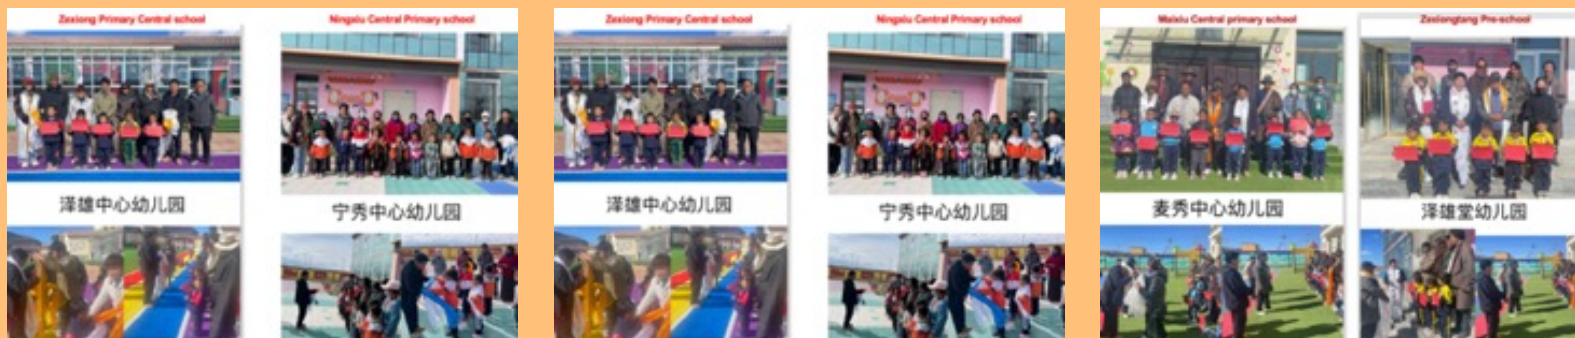 Zexiong Primary Central school
Ningxiu Central Primary school
泽雄中心幼儿园
宁秀中心幼儿园
Zexiong Primary Central school
Ningxiu Central Primary school
泽雄中心幼儿园
宁秀中心幼儿园
Maixiu Central primary school
Zexiongtang Pre-school
麦秀中心幼儿园
泽雄堂幼儿园